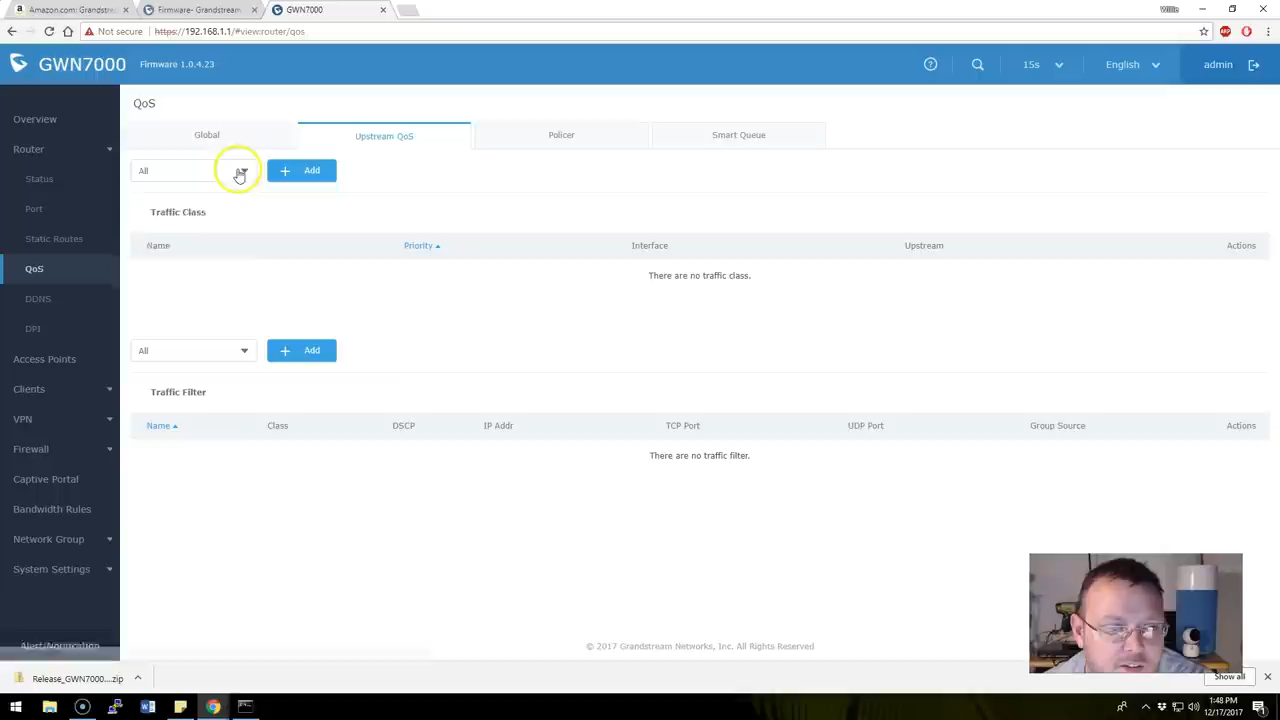 Amazon.com: Grandstre
Firmware- Grandstream
GWN7000
Willie
Not secure
https://192.168.1.1/#view:router/qos
GWN7000
Firmware 1.0.4.23
15s
English
admin
Overview
Router
Status
Port
Static Routes
QoS
DDNS
DPI
Access Points
Clients
VPN
Firewall
Captive Portal
Bandwidth Rules
Network Group
System Settings
Alert/Notification
QoS
Global
Upstream QoS
Policer
Smart Queue
All
Add
Traffic Class
Name Priority Interface Upstream Actions
There are no traffic class.
All
Add
Traffic Filter
Name Class DSCP IP Addr TCP Port UDP Port Group Source Actions
There are no traffic filter.
© 2017 Grandstream Networks, Inc. All Rights Reserved
Release_GWN7000....zip
Show all
1:48 PM
12/17/2017